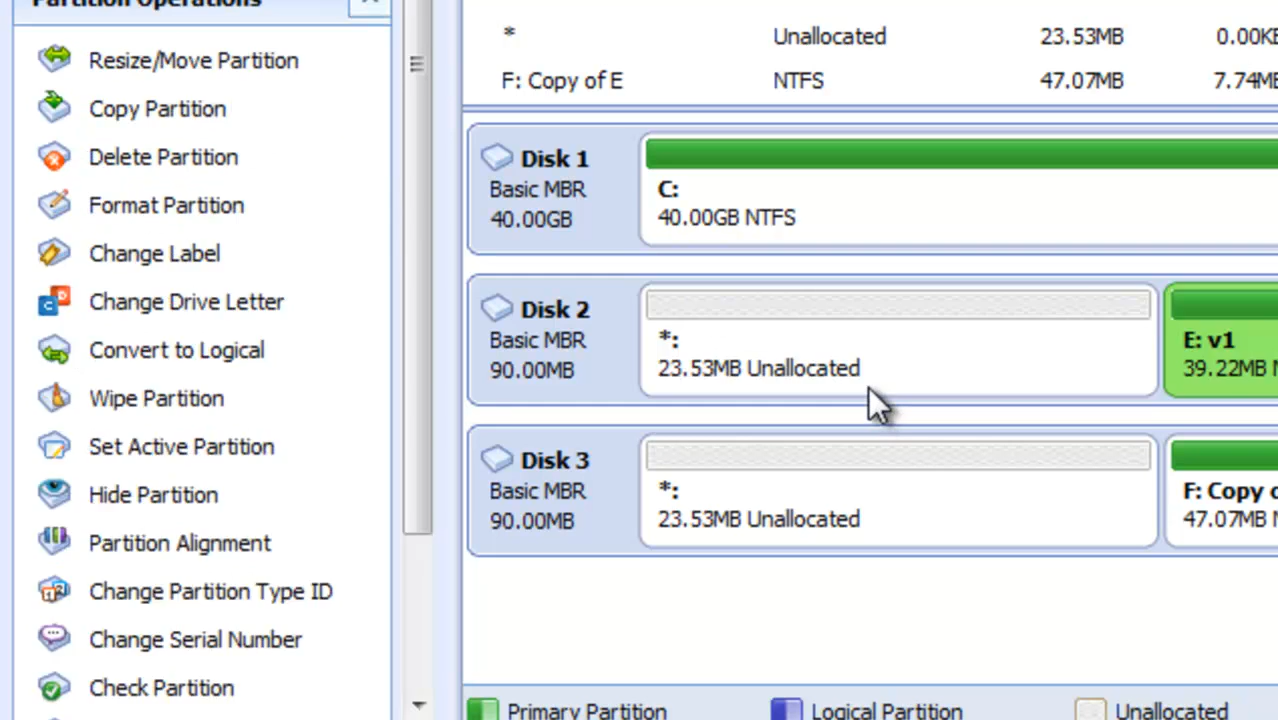 Partition Operations
Resize/Move Partition
Copy Partition
Delete Partition
Format Partition
Change Label
Change Drive Letter
Convert to Logical
Wipe Partition
Set Active Partition
Hide Partition
Partition Alignment
Change Partition Type ID
Change Serial Number
Check Partition
* Unallocated 23.53MB 0.00KB
F: Copy of E NTFS 47.07MB 7.74MB
Disk 1
Basic MBR
40.00GB
C:
40.00GB NTFS
Disk 2
Basic MBR
90.00MB
*:
23.53MB Unallocated
E: v1
39.22MB N
Disk 3
Basic MBR
90.00MB
*:
23.53MB Unallocated
F: Copy o
47.07MB N
Primary Partition
Logical Partition
Unallocated